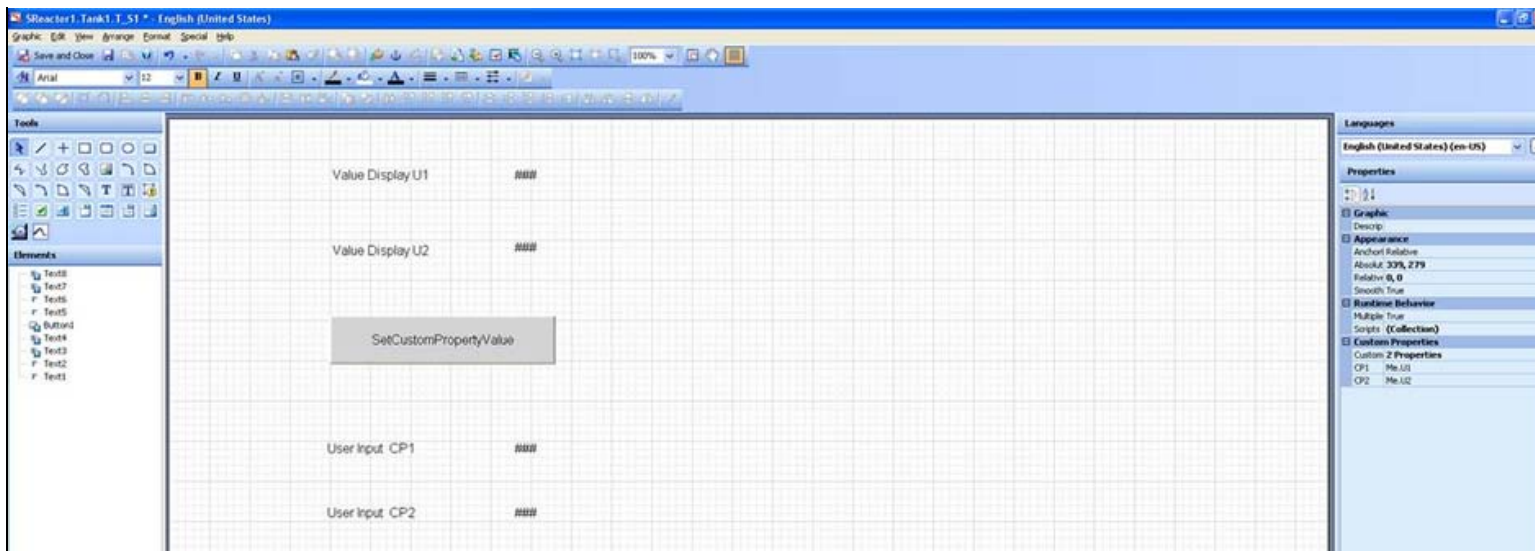 SReacter1.Tank1.T_S1 * - English (United States)
Graphic Edit View Arrange Format Special Help
Save and Close 100%
Arial 12 B I U A
Tools
Languages
English (United States) (en-US)
Properties
T T
Elements
Text8
Text7
Text6
Text5
Button1
Text4
Text3
Text2
Text1
Value Display U1 ###
Value Display U2 ###
SetCustomPropertyValue
User Input CP1 ###
User Input CP2 ###
Graphic
Descrip
Appearance
Anchorl Relative
Absolut 339, 279
Relative 0, 0
Smooth True
Runtime Behavior
Multiple True
Scripts (Collection)
Custom Properties
Custom 2 Properties
CP1 Me.U1
CP2 Me.U2